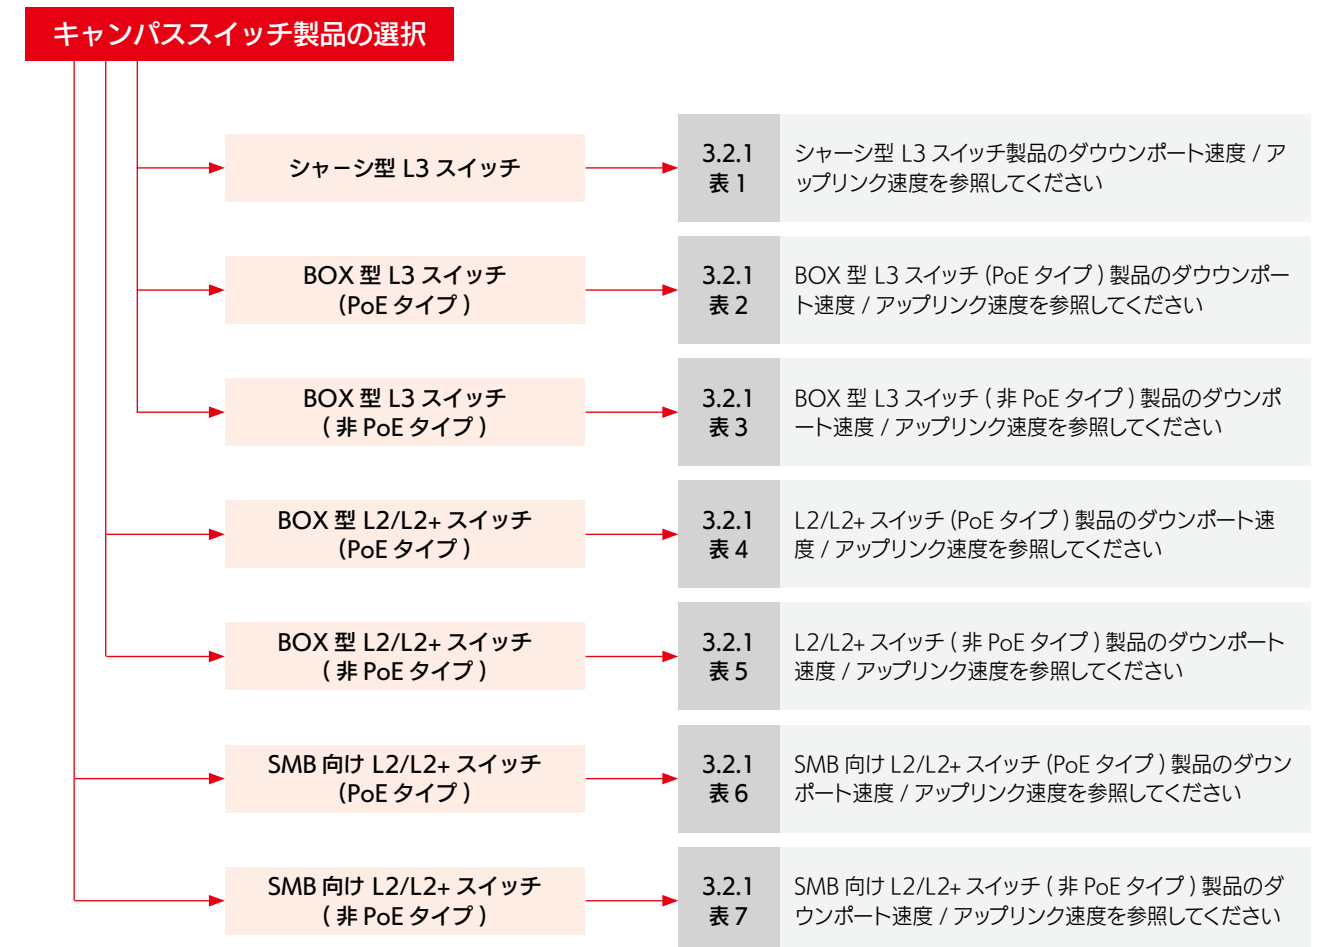 キャンパススイッチ製品の選択
シャーシ型 L3 スイッチ
3.2.1
表 1
シャーシ型 L3 スイッチ製品のダウウンポート速度 / ア
ップリンク速度を参照してください
BOX 型 L3 スイッチ
(PoE タイプ )
3.2.1
表 2
BOX 型 L3 スイッチ (PoE タイプ ) 製品のダウウンポー
ト速度 / アップリンク速度を参照してください
BOX 型 L3 スイッチ
( 非 PoE タイプ )
3.2.1
表 3
BOX 型 L3 スイッチ ( 非 PoE タイプ ) 製品のダウンポ
ート速度 / アップリンク速度を参照してください
BOX 型 L2/L2+ スイッチ
(PoE タイプ )
3.2.1
表 4
L2/L2+ スイッチ (PoE タイプ ) 製品のダウンポート速
度 / アップリンク速度を参照してください
BOX 型 L2/L2+ スイッチ
( 非 PoE タイプ )
3.2.1
表 5
L2/L2+ スイッチ ( 非 PoE タイプ ) 製品のダウンポート
速度 / アップリンク速度を参照してください
SMB 向け L2/L2+ スイッチ
(PoE タイプ )
3.2.1
表 6
SMB 向け L2/L2+ スイッチ (PoE タイプ ) 製品のダウン
ポート速度 / アップリンク速度を参照してください
SMB 向け L2/L2+ スイッチ
( 非 PoE タイプ )
3.2.1
表 7
SMB 向け L2/L2+ スイッチ ( 非 PoE タイプ ) 製品のダ
ウンポート速度 / アップリンク速度を参照してください